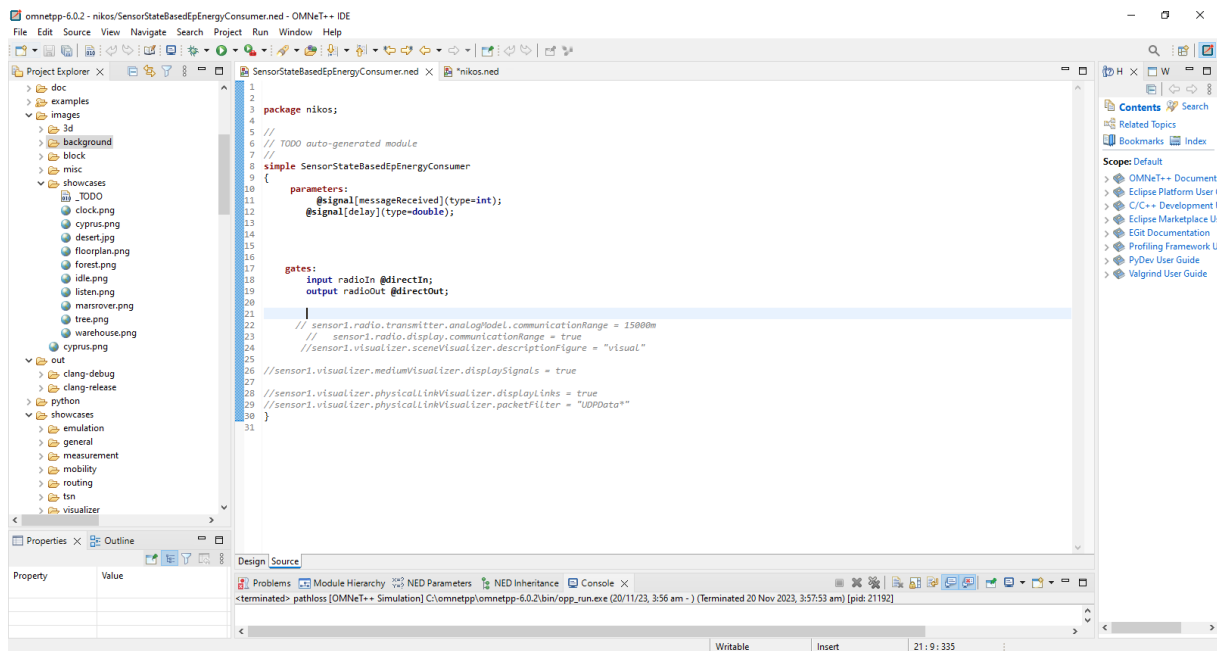 omnetpp-6.0.2 - nikos/SensorStateBasedEpEnergyConsumer.ned - OMNeT++ IDE
File Edit Source View Navigate Search Project Run Window Help
Project Explorer
doc
examples
images
3d
background
block
misc
showcases
_TODO
clock.png
cyprus.png
desert.jpg
floorplan.png
forest.png
idle.png
listen.png
marsrover.png
tree.png
warehouse.png
cyprus.png
out
clang-debug
clang-release
python
showcases
emulation
general
measurement
mobility
routing
tsn
visualizer
Properties Outline
Property Value
SensorStateBasedEpEnergyConsumer.ned *nikos.ned
1
2
3 package nikos;
4
5 //
6 // TODO auto-generated module
7 //
8 simple SensorStateBasedEpEnergyConsumer
9 {
10 parameters:
11 @signal[messageReceived](type=int);
12 @signal[delay](type=double);
13
14
15
16
17 gates:
18 input radioIn @directIn;
19 output radioOut @directOut;
20
21
22 // sensor1.radio.transmitter.analogModel.communicationRange = 15000m
23 // sensor1.radio.display.communicationRange = true
24 //sensor1.visualizer.sceneVisualizer.descriptionFigure = "visual"
25
26 //sensor1.visualizer.mediumVisualizer.displaySignals = true
27
28 //sensor1.visualizer.physicalLinkVisualizer.displayLinks = true
29 //sensor1.visualizer.physicalLinkVisualizer.packetFilter = "UDPData*"
30 }
31
Design Source
Problems Module Hierarchy NED Parameters NED Inheritance Console
<terminated> pathloss [OMNeT++ Simulation] C:\omnetpp\omnetpp-6.0.2\bin/opp_run.exe (20/11/23, 3:56 am - ) (Terminated 20 Nov 2023, 3:57:53 am) [pid: 21192]
H W
Contents Search
Related Topics
Bookmarks Index
Scope: Default
OMNeT++ Document
Eclipse Platform User
C/C++ Development
Eclipse Marketplace U
EGit Documentation
Profiling Framework U
PyDev User Guide
Valgrind User Guide
Writable Insert 21 : 9 : 335